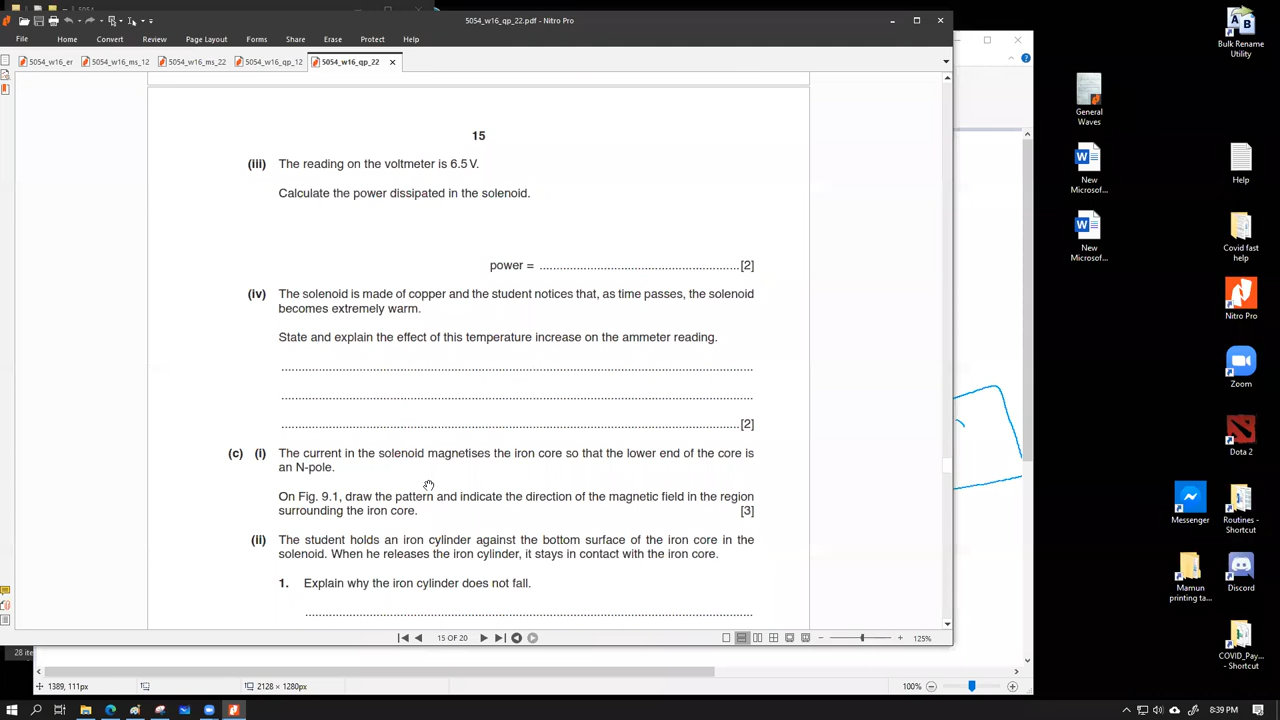 5054_w16_qp_22.pdf - Nitro Pro
File Home Convert Review Page Layout Forms Share Erase Protect Help
5054_w16_er 5054_w16_ms_12 5054_w16_ms_22 5054_w16_qp_12 5054_w16_qp_22
15
(iii) The reading on the voltmeter is 6.5 V.
Calculate the power dissipated in the solenoid.
power = ...........................................................[2]
(iv) The solenoid is made of copper and the student notices that, as time passes, the solenoid
becomes extremely warm.
State and explain the effect of this temperature increase on the ammeter reading.
[2]
(c) (i) The current in the solenoid magnetises the iron core so that the lower end of the core is
an N-pole.
On Fig. 9.1, draw the pattern and indicate the direction of the magnetic field in the region
surrounding the iron core. [3]
(ii) The student holds an iron cylinder against the bottom surface of the iron core in the
solenoid. When he releases the iron cylinder, it stays in contact with the iron core.
1. Explain why the iron cylinder does not fall.
15 OF 20
125%
28 ite
1389, 111px
2128 × 1280px
100%
General
Waves
New
Microsof...
New
Microsof...
Messenger
Mamun
printing ta...
Bulk Rename
Utility
Help
Covid fast
help
Nitro Pro
Zoom
Dota 2
Routines -
Shortcut
Discord
COVID_Pay...
- Shortcut
8:39 PM